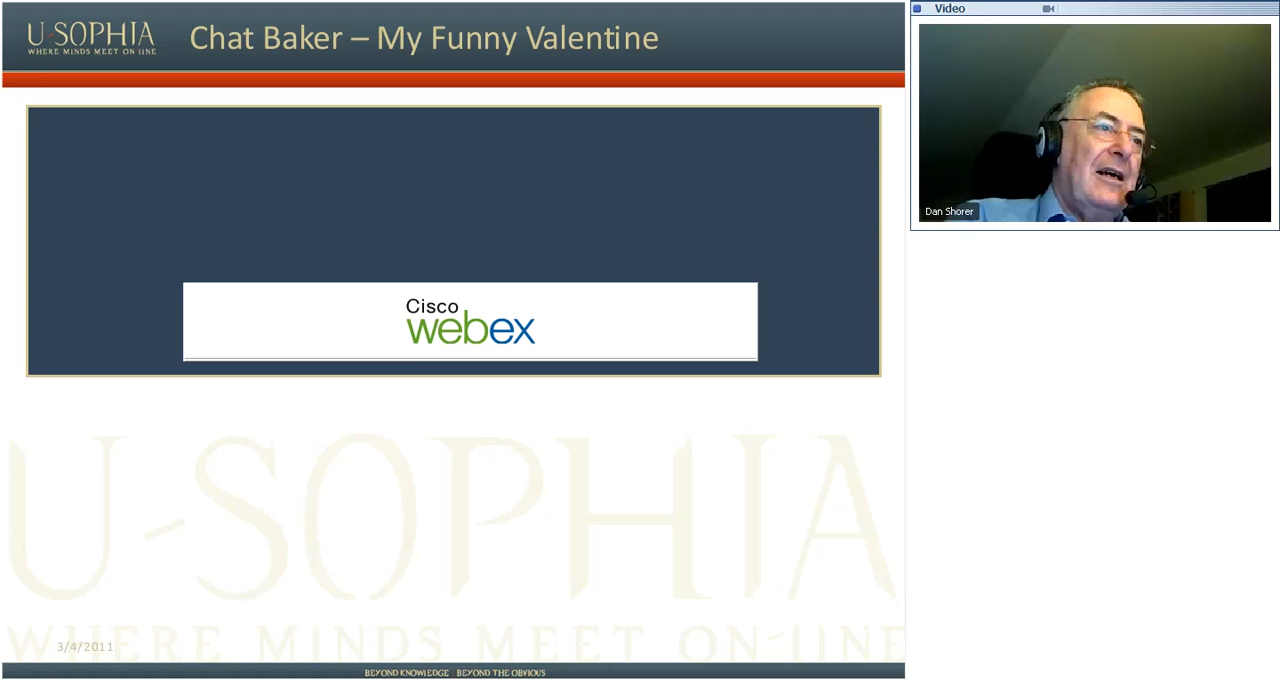 U-SOPHIA
WHERE MINDS MEET ON-LINE
Chat Baker – My Funny Valentine
Video
Dan Shorer
Cisco
webex
U-SOPHIA
WHERE MINDS MEET ON-LINE
3/4/2011
BEYOND KNOWLEDGE BEYOND THE OBVIOUS